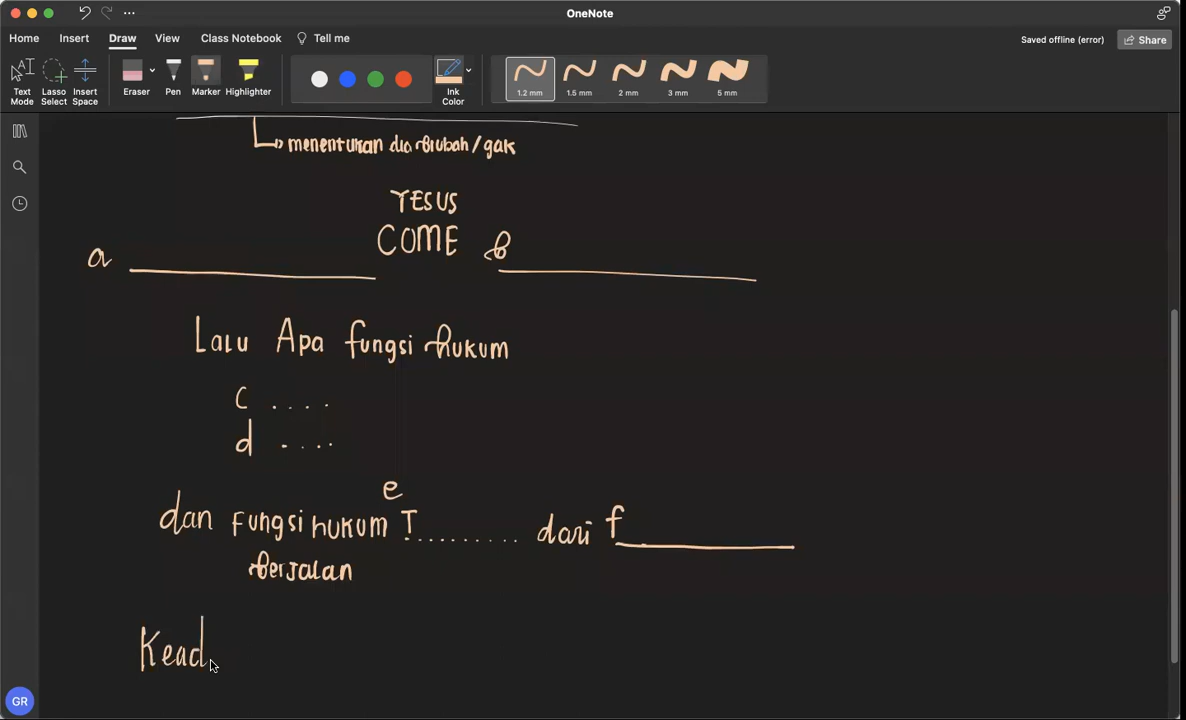 OneNote
Home Insert Draw View Class Notebook Tell me
Saved offline (error) Share
Text Mode
Lasso Select
Insert Space
Eraser
Pen
Marker
Highlighter
Ink Color
1.2 mm 1.5 mm 2 mm 3 mm 5 mm
menentukan dia berubah / gak
YESUS
COME
a b
Lalu Apa fungsi hukum
c ....
d ....
e
dan Fungsi hukum T......... dari f
berjalan
Kead
GR